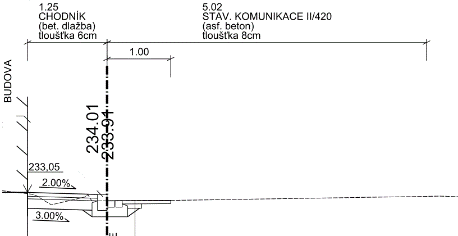 1.25
CHODNÍK
(bet. dlažba)
tloušťka 6cm
5.02
STAV. KOMUNIKACE II/420
(asf. beton)
tloušťka 8cm
1.00
BUDOVA
234.01
233.91
233,05
2.00%
3.00%